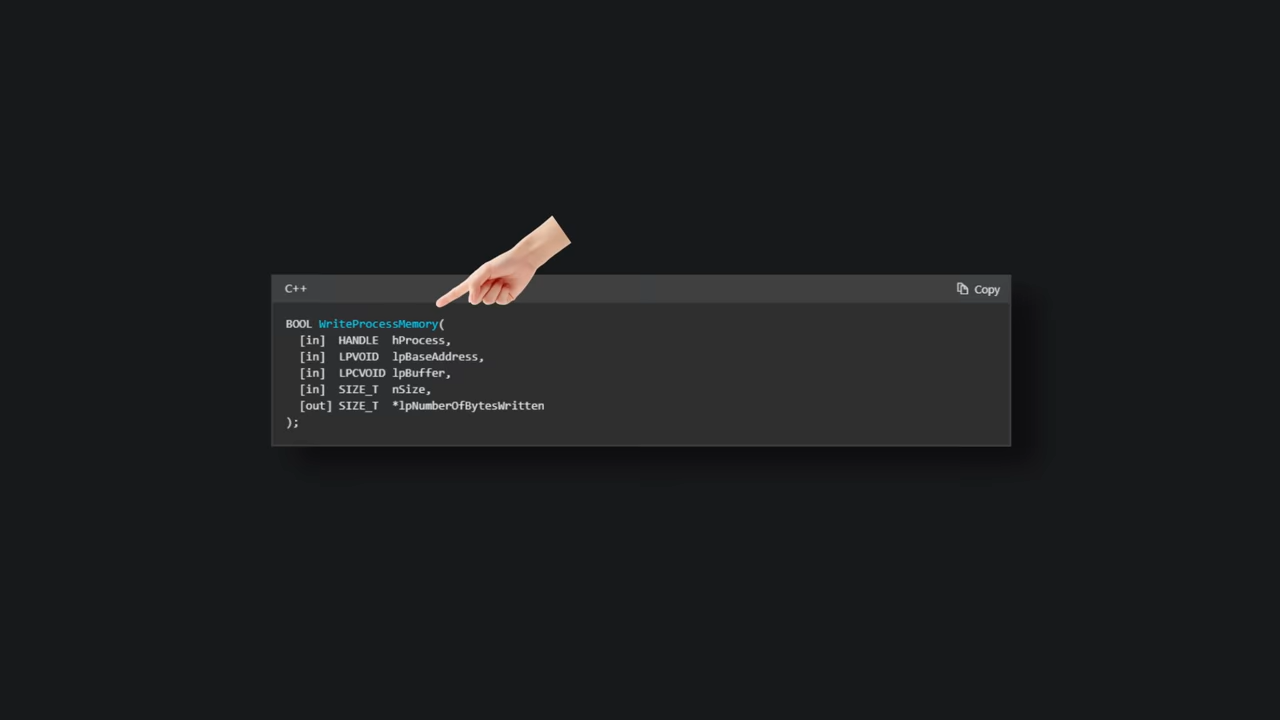 C++
Copy
BOOL WriteProcessMemory(
  [in]  HANDLE  hProcess,
  [in]  LPVOID  lpBaseAddress,
  [in]  LPCVOID lpBuffer,
  [in]  SIZE_T  nSize,
  [out] SIZE_T  *lpNumberOfBytesWritten
);